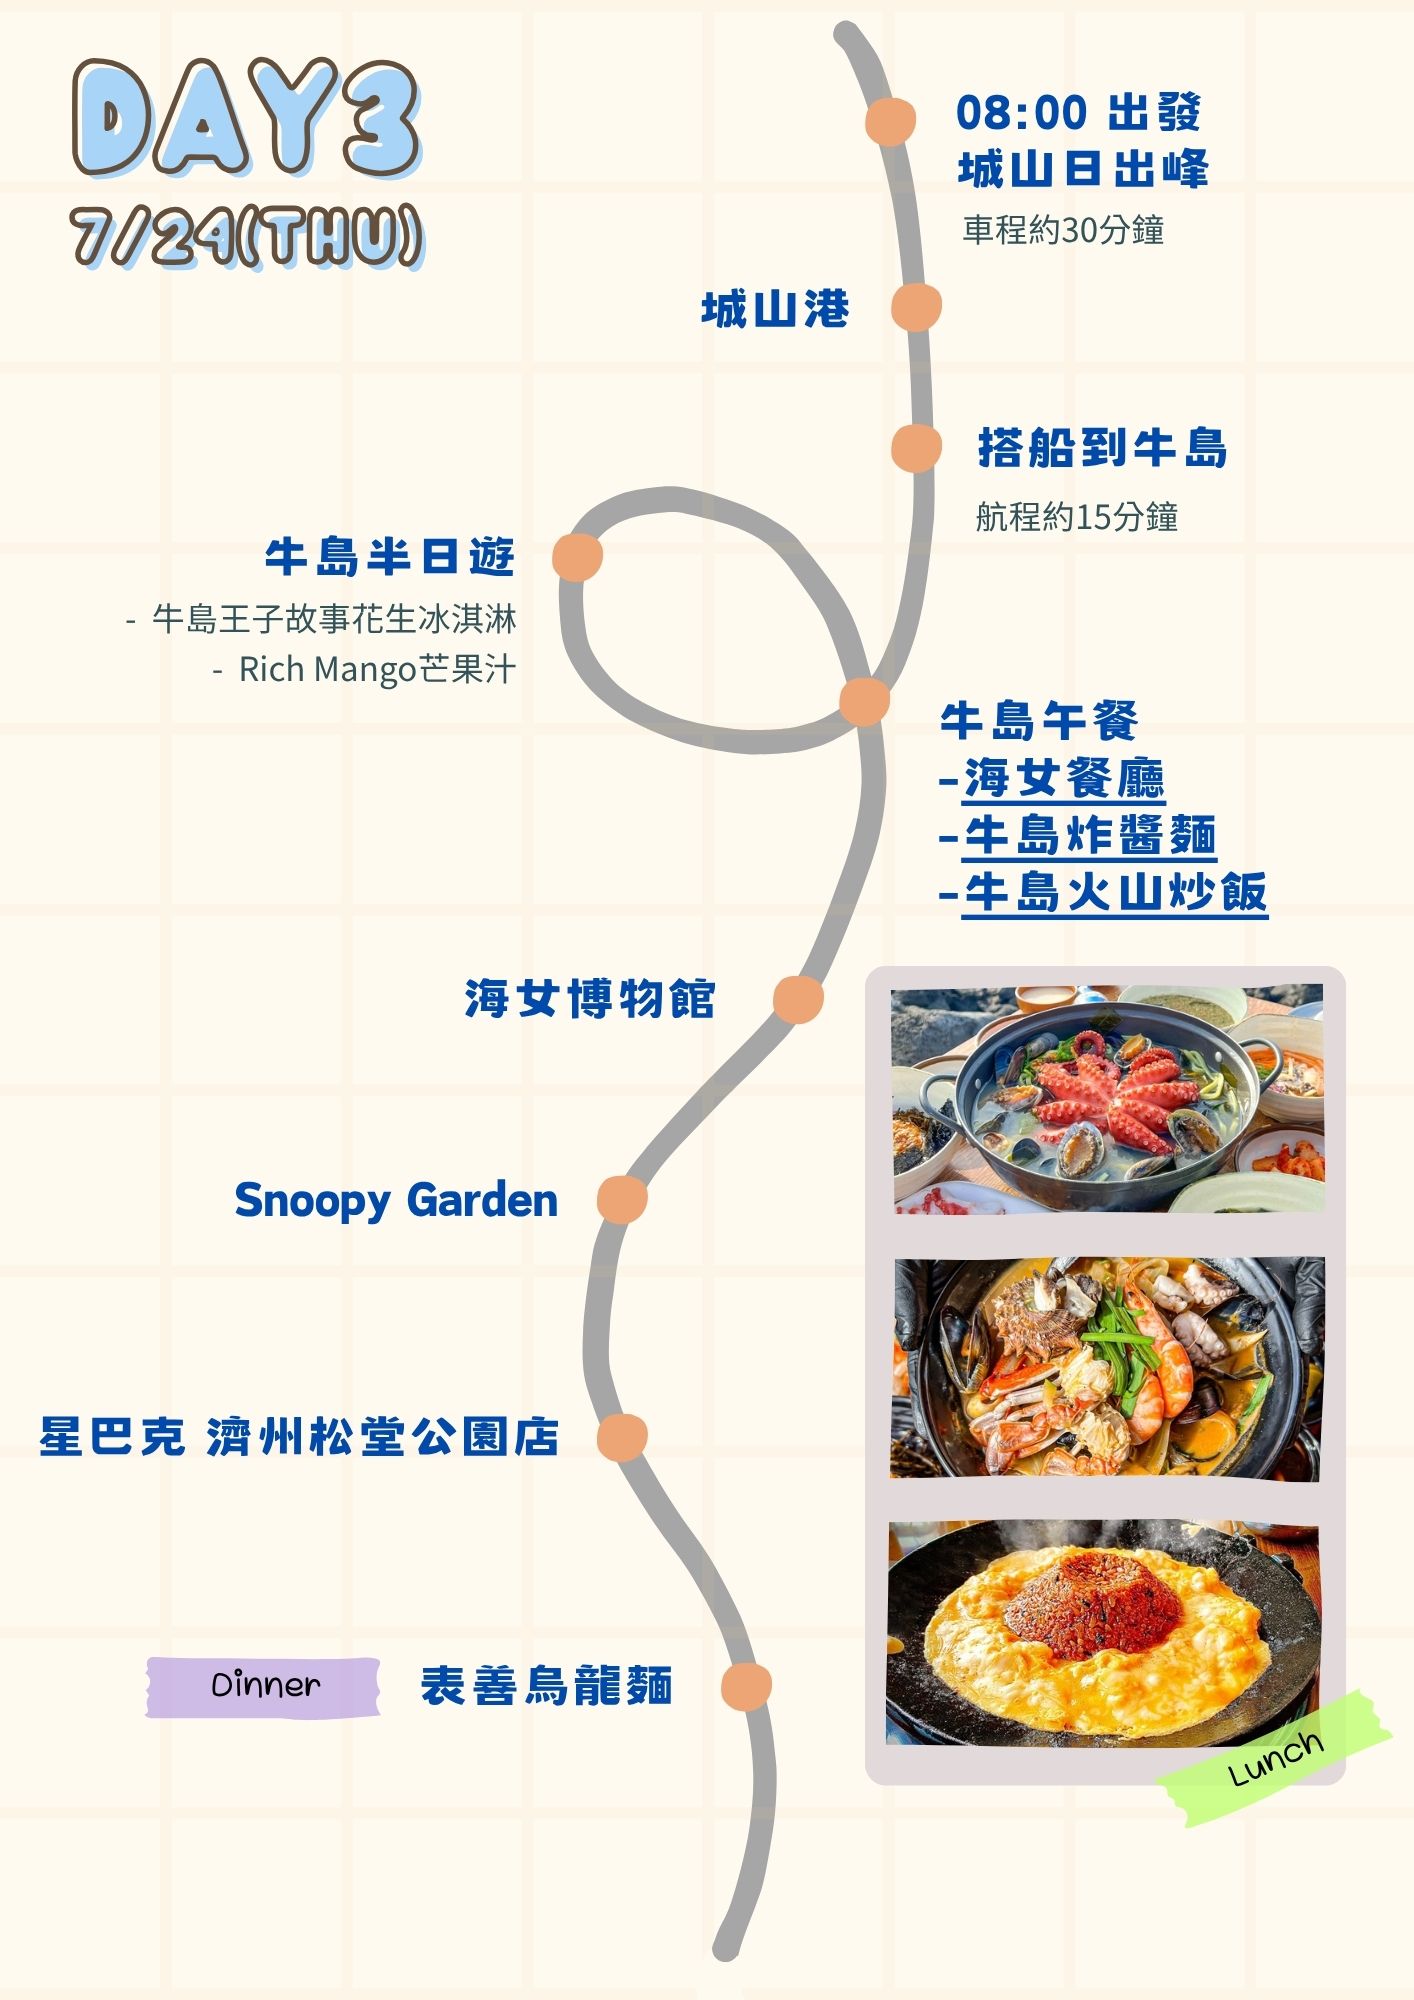 DAY3
7/24(THU)
08:00 出發
城山日出峰
車程約30分鐘
城山港
搭船到牛島
航程約15分鐘
牛島半日遊
- 牛島王子故事花生冰淇淋
- Rich Mango芒果汁
牛島午餐
-海女餐廳
-牛島炸醬麵
-牛島火山炒飯
海女博物館
Snoopy Garden
星巴克 濟州松堂公園店
Dinner
表善烏龍麵
Lunch